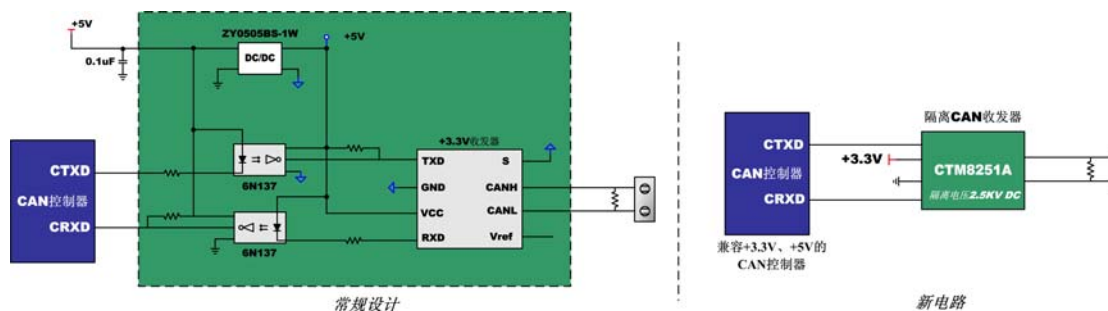 +5V
0.1uF
ZY0505BS-1W
DC/DC
+5V
CTXD
CAN控制器
CRXD
6N137
6N137
+3.3V收发器
TXD
S
GND
CANH
VCC
CANL
RXD
Vref
常规设计
隔离CAN收发器
CTXD
+3.3V
CAN控制器
CRXD
CTM8251A
隔离电压2.5KV DC
兼容+3.3V、+5V的
CAN控制器
新电路